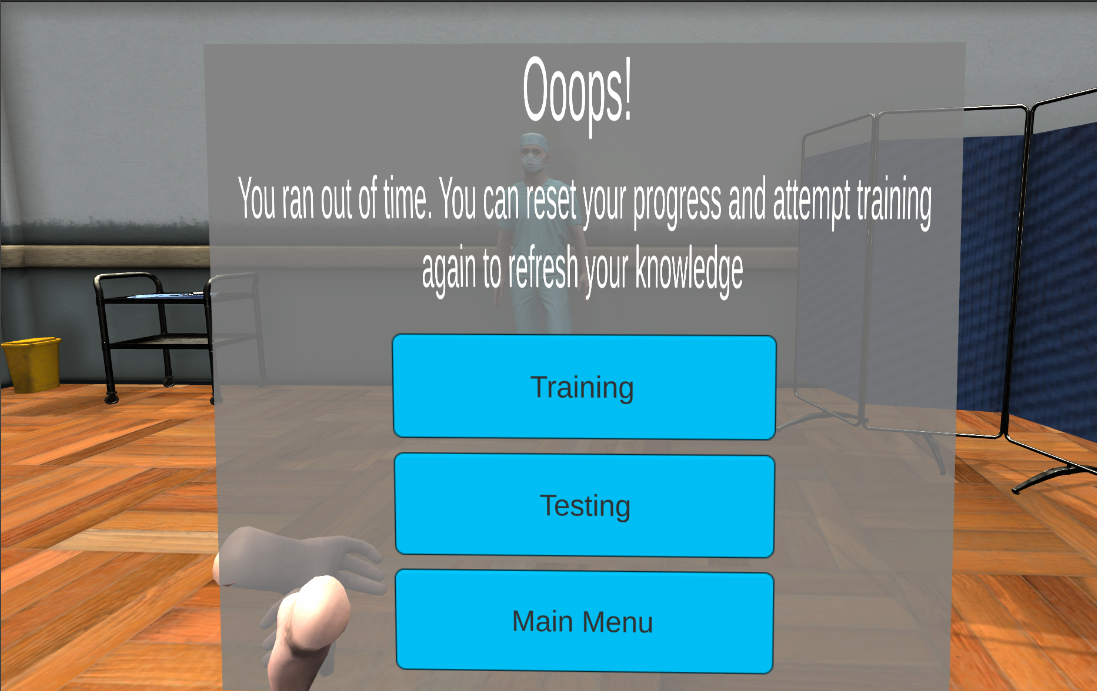 Ooops!
You ran out of time. You can reset your progress and attempt training
again to refresh your knowledge
Training
Testing
Main Menu